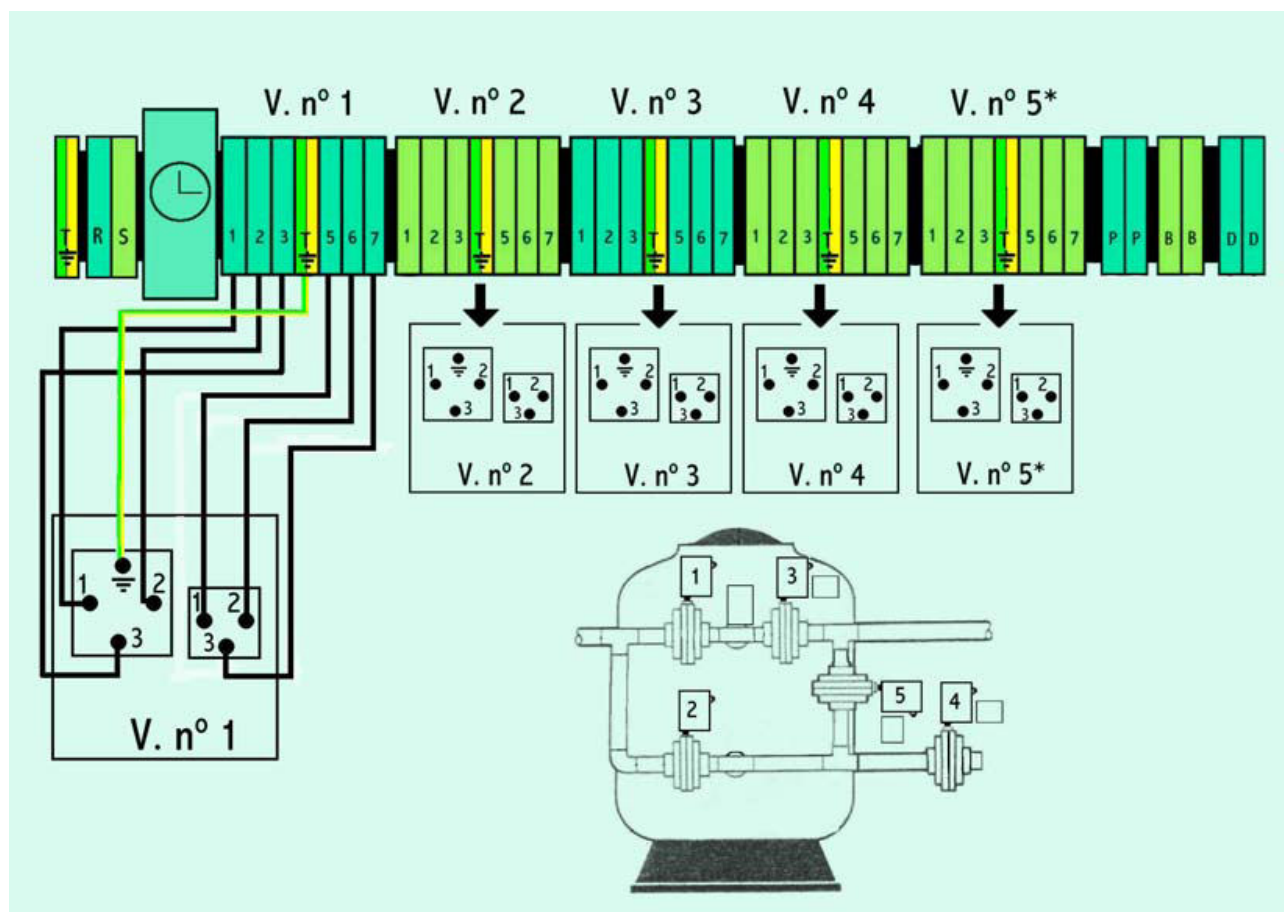 V. nº 1 V. nº 2 V. nº 3 V. nº 4 V. nº 5*
T R S 1 2 3 T 5 6 7 1 2 3 T 5 6 7 1 2 3 T 5 6 7 1 2 3 T 5 6 7 1 2 3 T 5 6 7 P P B B D D
1 2 3 1 2 3
V. nº 2
1 2 3 1 2 3
V. nº 3
1 2 3 1 2 3
V. nº 4
1 2 3 1 2 3
V. nº 5*
1 2 3 1 2 3
V. nº 1
1 3
2 5 4